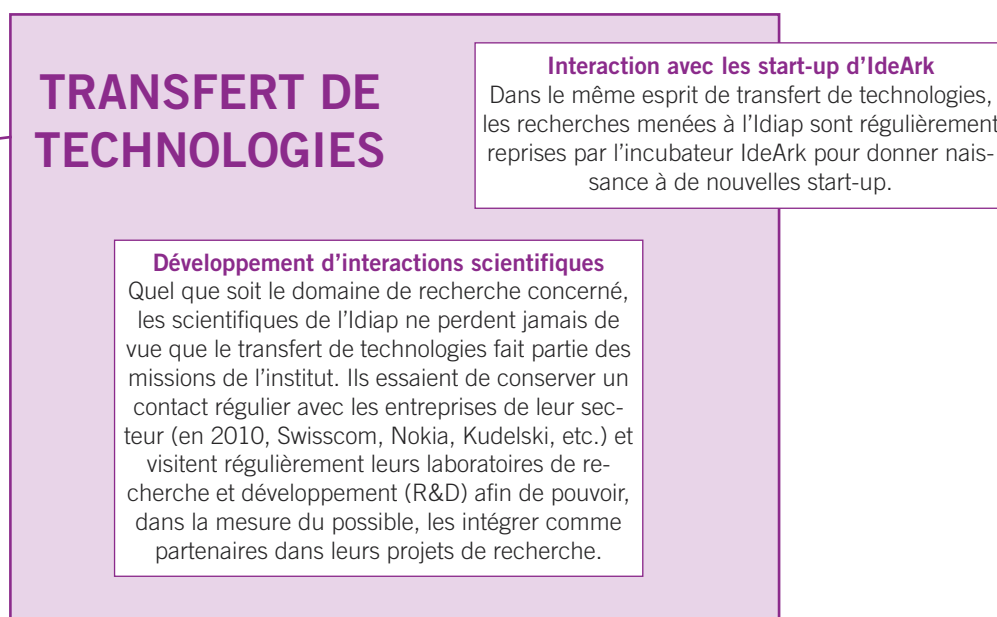 TRANSFERT DE
TECHNOLOGIES
Interaction avec les start-up d’IdeArk
Dans le même esprit de transfert de technologies,
les recherches menées à l’Idiap sont régulièrement
reprises par l’incubateur IdeArk pour donner nais-
sance à de nouvelles start-up.
Développement d’interactions scientifiques
Quel que soit le domaine de recherche concerné,
les scientifiques de l’Idiap ne perdent jamais de
vue que le transfert de technologies fait partie des
missions de l’institut. Ils essaient de conserver un
contact régulier avec les entreprises de leur sec-
teur (en 2010, Swisscom, Nokia, Kudelski, etc.) et
visitent régulièrement leurs laboratoires de re-
cherche et développement (R&D) afin de pouvoir,
dans la mesure du possible, les intégrer comme
partenaires dans leurs projets de recherche.